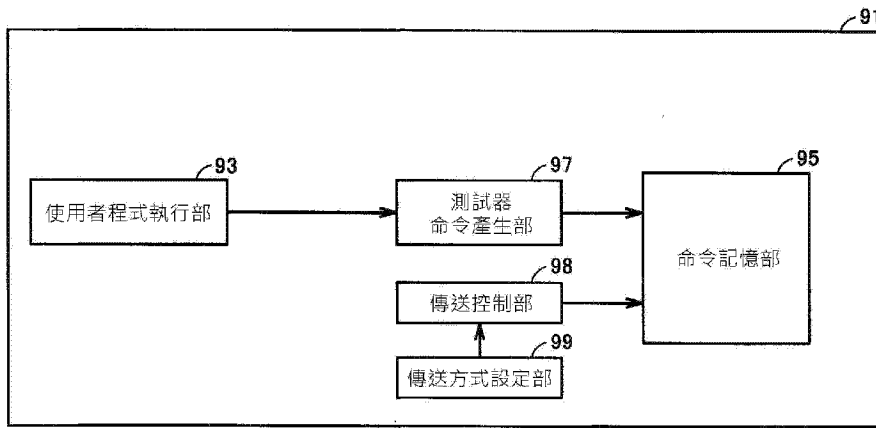 91
93
使用者程式執行部
97
測試器
命令產生部
95
命令記憶部
98
傳送控制部
99
傳送方式設定部